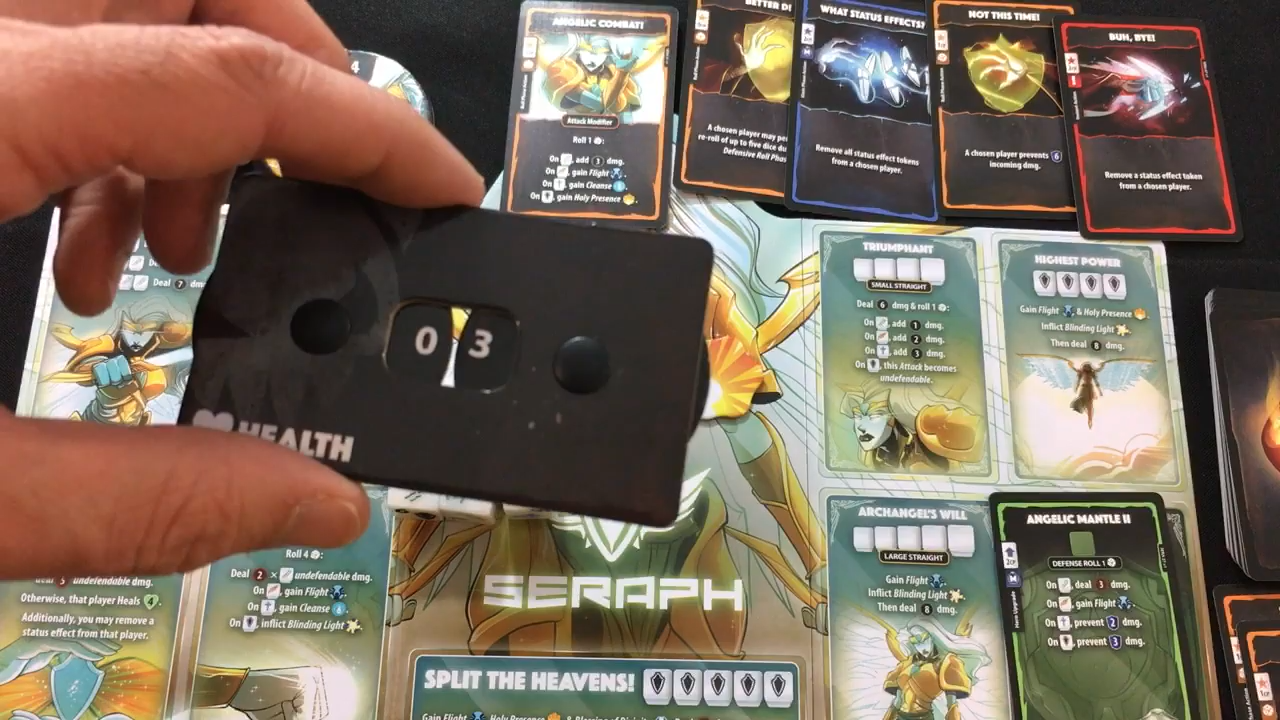 ANGELIC COMBAT!
Attack Modifier
Roll 1 :
On , add 3 dmg.
On , gain Flight
On , gain Cleanse
On , gain Holy Presence
BETTER D!
A chosen player may
re-roll of up to five dice
Defensive Roll
WHAT STATUS EFFECTS?
Remove all status effect tokens
from a chosen player.
NOT THIS TIME!
A chosen player prevents 6
incoming dmg.
BUH, BYE!
Remove a status effect token
from a chosen player.
4
Deal 7
0 3
HEALTH
TRIUMPHANT
SMALL STRAIGHT
Deal 6 dmg & roll 1 :
On , add 1 dmg.
On , add 2 dmg.
On , add 3 dmg.
On , this Attack becomes
undefendable.
HIGHEST POWER
Gain Flight & Holy Presence
Inflict Blinding Light
Then deal 8 dmg.
dmg.
Otherwise, that player Heals 4
Additionally, you may remove a
status effect from that player.
Roll 4 :
Deal 2 × undefendable dmg.
On , gain Flight
On , gain Cleanse
On , inflict Blinding Light
SERAPH
SPLIT THE HEAVENS!
Gain Flight , Holy Presence
ARCHANGEL'S WILL
LARGE STRAIGHT
Gain Flight
Inflict Blinding Light
Then deal 8 dmg.
ANGELIC MANTLE II
DEFENSE ROLL 1
On , deal 3 dmg.
On , gain Flight
On , prevent 2 dmg.
On , prevent 3 dmg.
Hero Upgrade